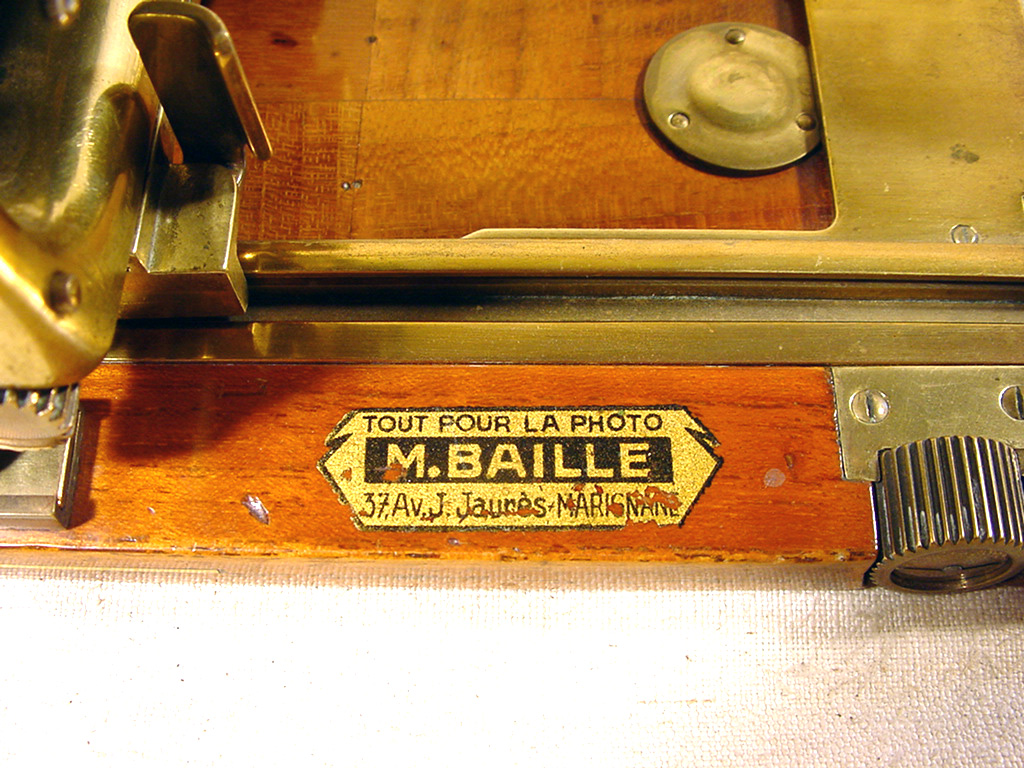 TOUT POUR LA PHOTO
M.BAILLE
37, Av. J. Jaurès-MARIGNANE